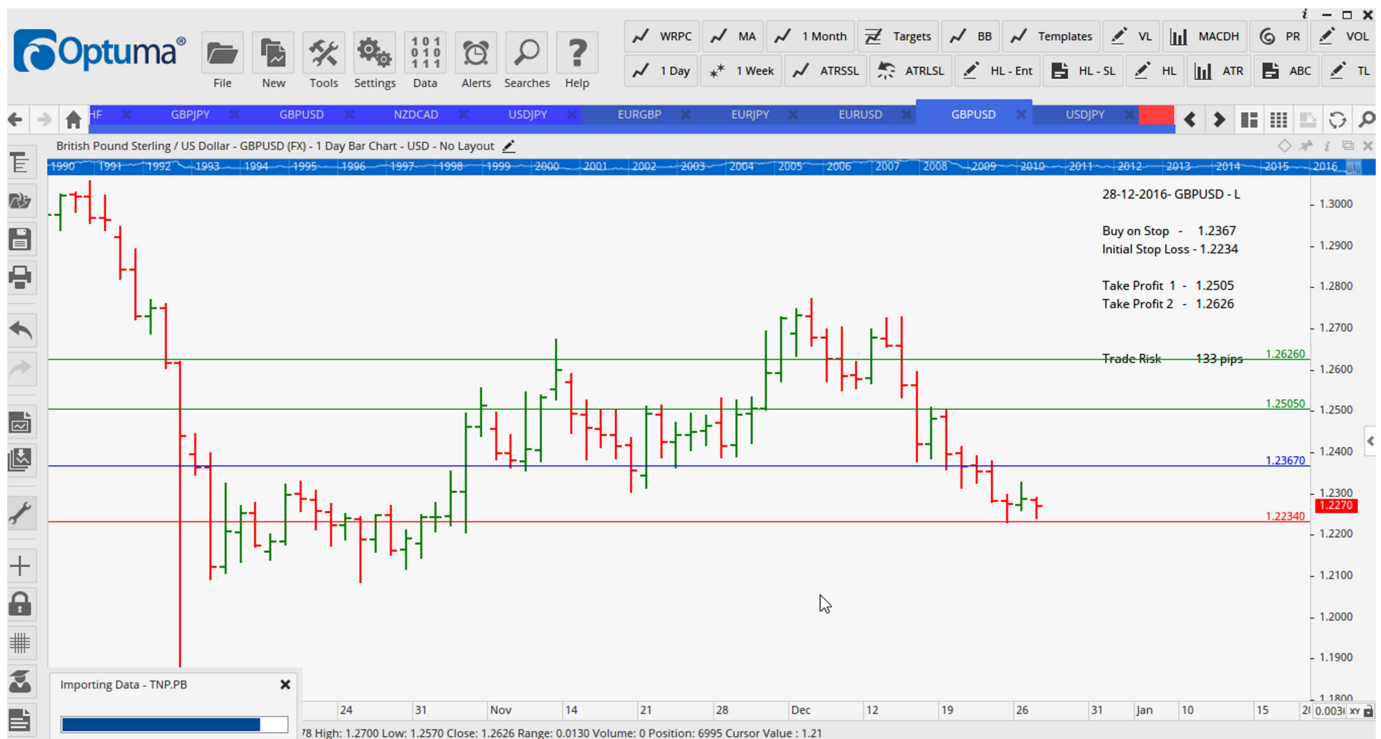 Optuma®
File
New
Tools
Settings
101
010
111
Data
Alerts
Searches
?
Help
WRPC
MA
1 Month
Targets
BB
Templates
VL
MACDH
PR
VOL
1 Day
1 Week
ATRSSL
ATRLSL
HL - Ent
HL - SL
HL
ATR
ABC
TL
HF
GBPJPY
GBPUSD
NZDCAD
USDJPY
EURGBP
EURJPY
EURUSD
GBPUSD
USDJPY
British Pound Sterling / US Dollar - GBPUSD (FX) - 1 Day Bar Chart - USD - No Layout
1990 1991 1992 1993 1994 1995 1996 1997 1998 1999 2000 2001 2002 2003 2004 2005 2006 2007 2008 2009 2010 2011 2012 2013 2014 2015 2016
28-12-2016- GBPUSD - L
Buy on Stop - 1.2367
Initial Stop Loss - 1.2234
Take Profit 1 - 1.2505
Take Profit 2 - 1.2626
Trade Risk 133 pips
1.26260
1.25050
1.23670
1.22340
1.3000
1.2900
1.2800
1.2700
1.2600
1.2500
1.2400
1.2300
1.2270
1.2200
1.2100
1.2000
1.1900
1.1800
Importing Data - TNP.PB
24 31 Nov 14 21 28 Dec 12 19 26 31 Jan 10 15
XY
78 High: 1.2700 Low: 1.2570 Close: 1.2626 Range: 0.0130 Volume: 0 Position: 6995 Cursor Value : 1.21